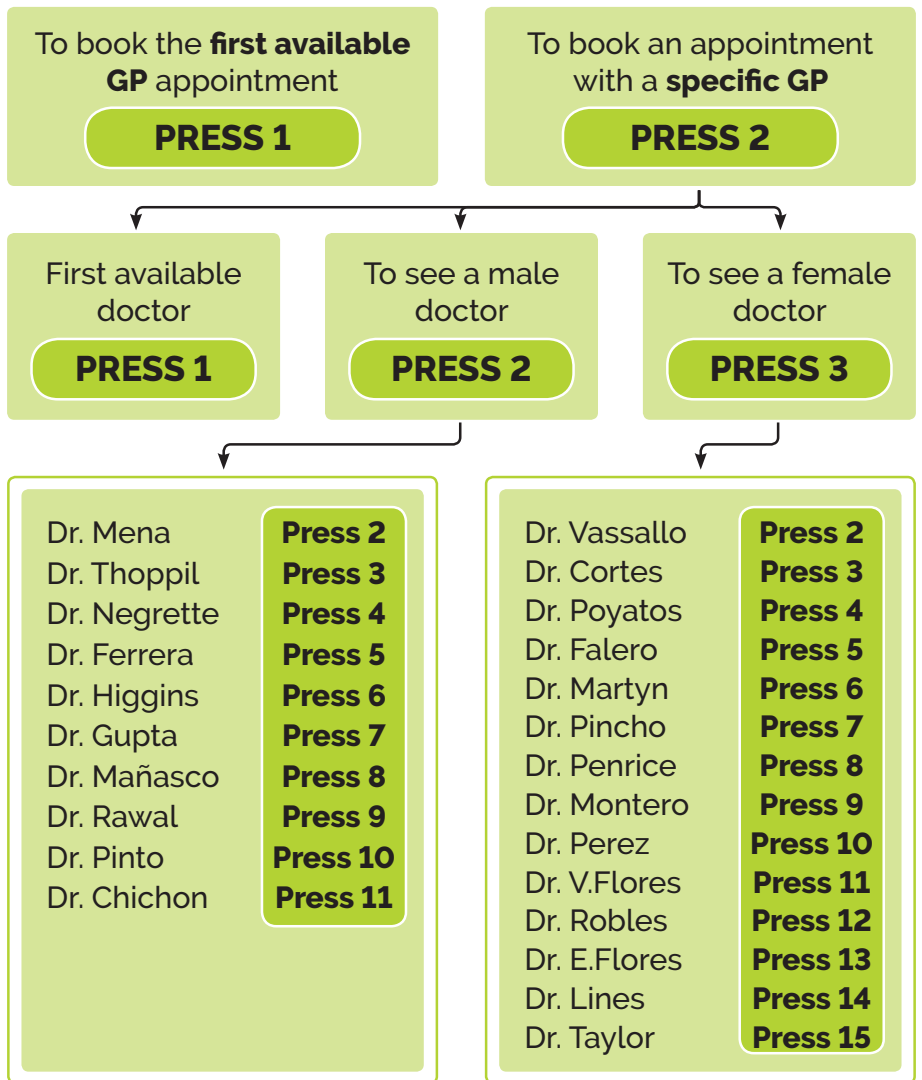 To book the first available
GP appointment
PRESS 1
To book an appointment
with a specific GP
PRESS 2
First available
doctor
PRESS 1
To see a male
doctor
PRESS 2
To see a female
doctor
PRESS 3
Dr. Mena Press 2
Dr. Thoppil Press 3
Dr. Negrette Press 4
Dr. Ferrera Press 5
Dr. Higgins Press 6
Dr. Gupta Press 7
Dr. Mañasco Press 8
Dr. Rawal Press 9
Dr. Pinto Press 10
Dr. Chichon Press 11
Dr. Vassallo Press 2
Dr. Cortes Press 3
Dr. Poyatos Press 4
Dr. Falero Press 5
Dr. Martyn Press 6
Dr. Pincho Press 7
Dr. Penrice Press 8
Dr. Montero Press 9
Dr. Perez Press 10
Dr. V.Flores Press 11
Dr. Robles Press 12
Dr. E.Flores Press 13
Dr. Lines Press 14
Dr. Taylor Press 15